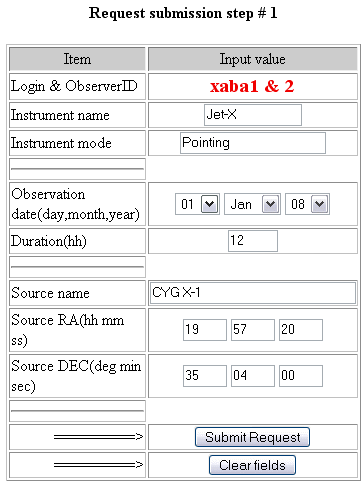 Request submission step # 1
Item Input value
Login & ObserverID xaba1 & 2
Instrument name Jet-X
Instrument mode Pointing
Observation
date(day,month,year) 01 Jan 08
Duration(hh) 12
Source name CYG X-1
Source RA(hh mm
ss) 19 57 20
Source DEC(deg min
sec) 35 04 00
==========> Submit Request
==========> Clear fields